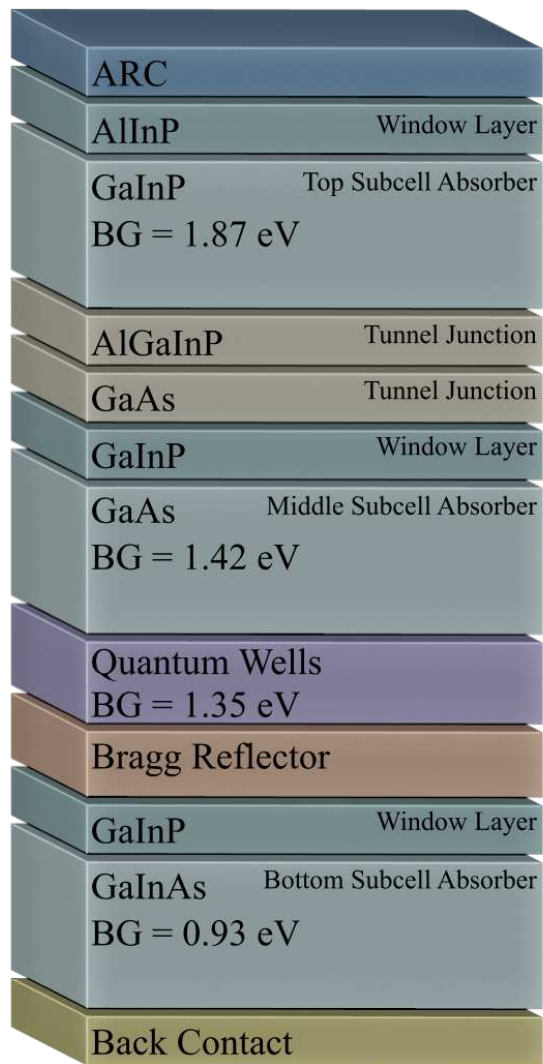 ARC
AlInP Window Layer
GaInP Top Subcell Absorber
BG = 1.87 eV
AlGaInP Tunnel Junction
GaAs Tunnel Junction
GaInP Window Layer
GaAs Middle Subcell Absorber
BG = 1.42 eV
Quantum Wells
BG = 1.35 eV
Bragg Reflector
GaInP Window Layer
GaInAs Bottom Subcell Absorber
BG = 0.93 eV
Back Contact